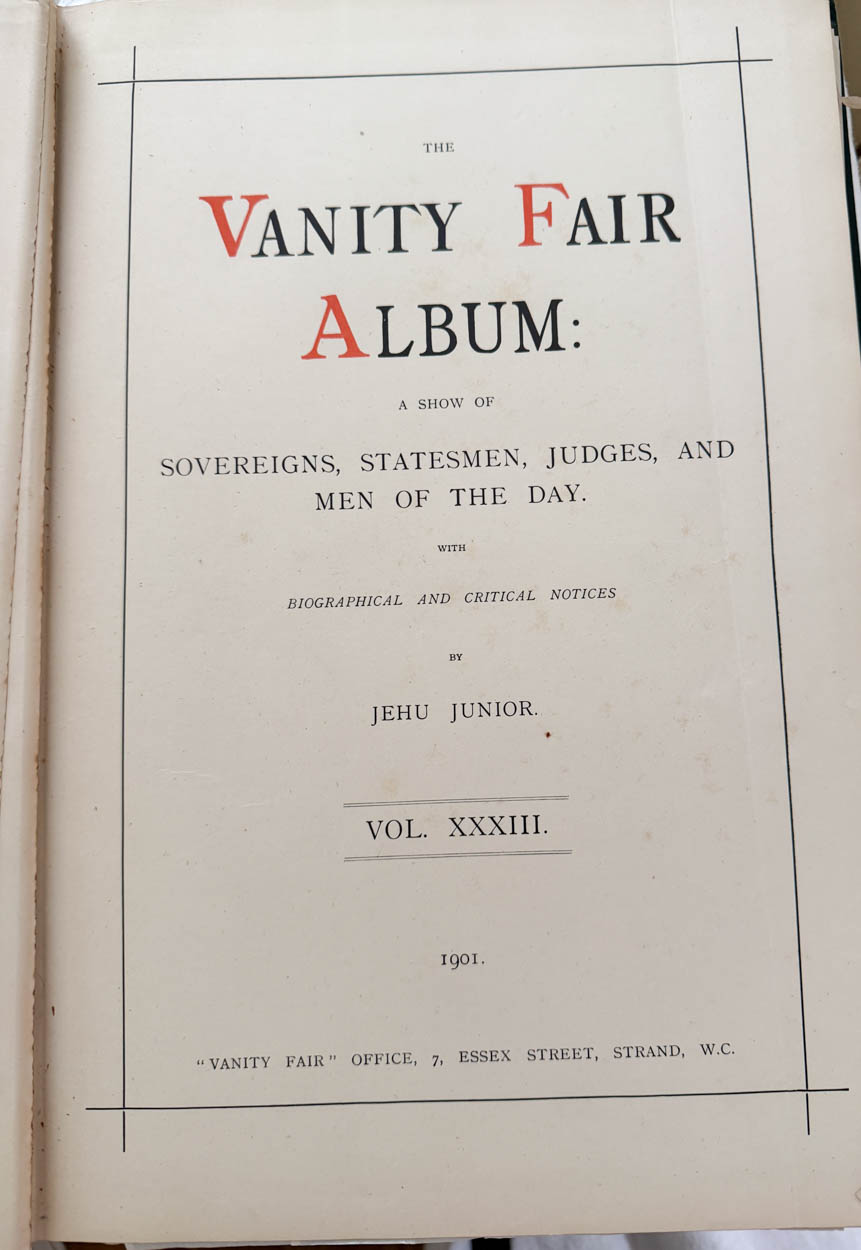 THE
VANITY FAIR
ALBUM:
A SHOW OF
SOVEREIGNS, STATESMEN, JUDGES, AND
MEN OF THE DAY.
WITH
BIOGRAPHICAL AND CRITICAL NOTICES
BY
JEHU JUNIOR.
VOL. XXXIII.
1901.
"VANITY FAIR" OFFICE, 7, ESSEX STREET, STRAND, W.C.